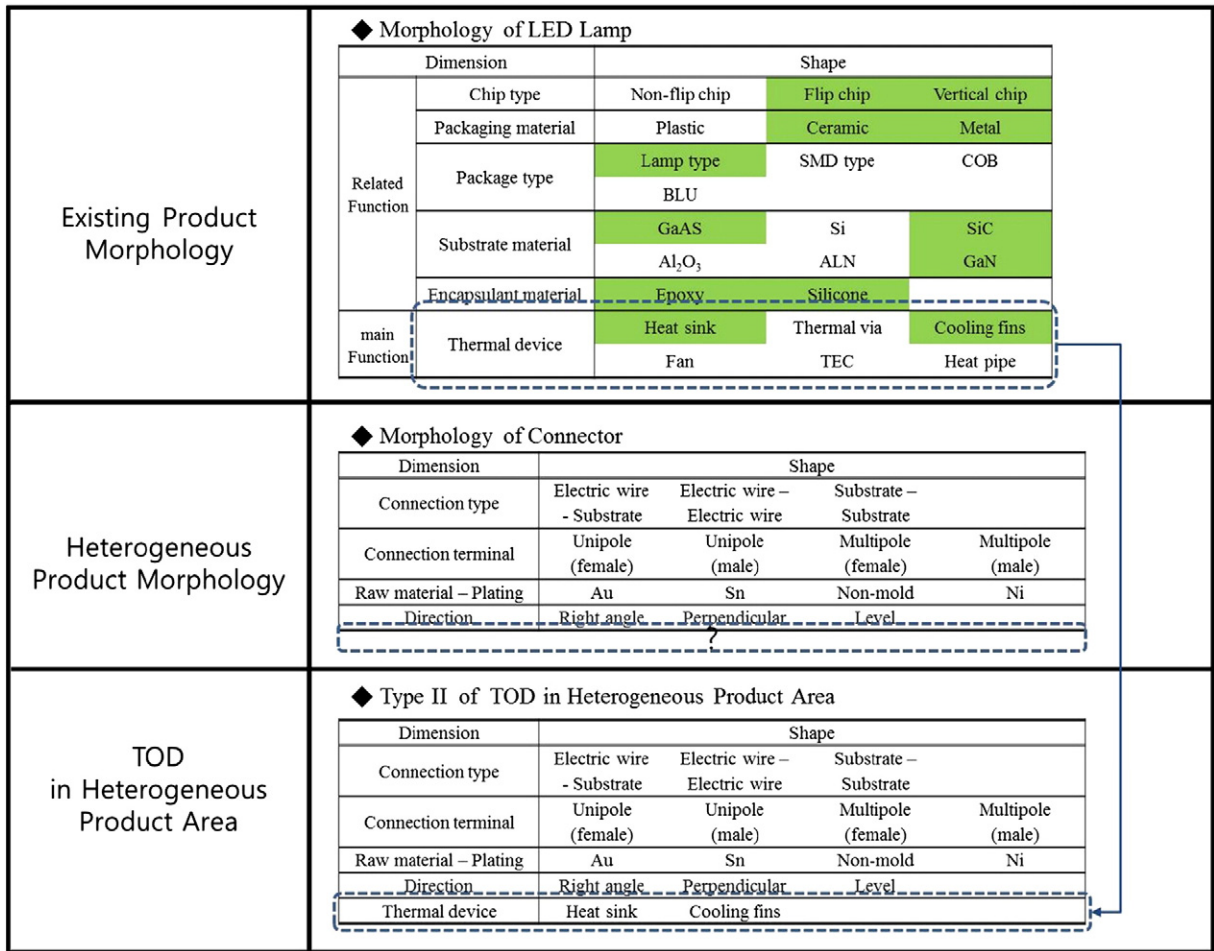 ◆ Morphology of LED Lamp
Dimension Shape
Related Function Chip type Non-flip chip Flip chip Vertical chip
Packaging material Plastic Ceramic Metal
Package type Lamp type SMD type COB
BLU
Substrate material GaAS Si SiC
Al₂O₃ ALN GaN
Encapsulant material Epoxy Silicone
main Function Thermal device Heat sink Thermal via Cooling fins
Fan TEC Heat pipe
Existing Product
Morphology
◆ Morphology of Connector
Dimension Shape
Connection type Electric wire - Substrate Electric wire – Electric wire Substrate – Substrate
Connection terminal Unipole (female) Unipole (male) Multipole (female) Multipole (male)
Raw material – Plating Au Sn Non-mold Ni
Direction Right angle Perpendicular Level
?
Heterogeneous
Product Morphology
◆ Type II of TOD in Heterogeneous Product Area
Dimension Shape
Connection type Electric wire - Substrate Electric wire – Electric wire Substrate – Substrate
Connection terminal Unipole (female) Unipole (male) Multipole (female) Multipole (male)
Raw material – Plating Au Sn Non-mold Ni
Direction Right angle Perpendicular Level
Thermal device Heat sink Cooling fins
TOD
in Heterogeneous
Product Area